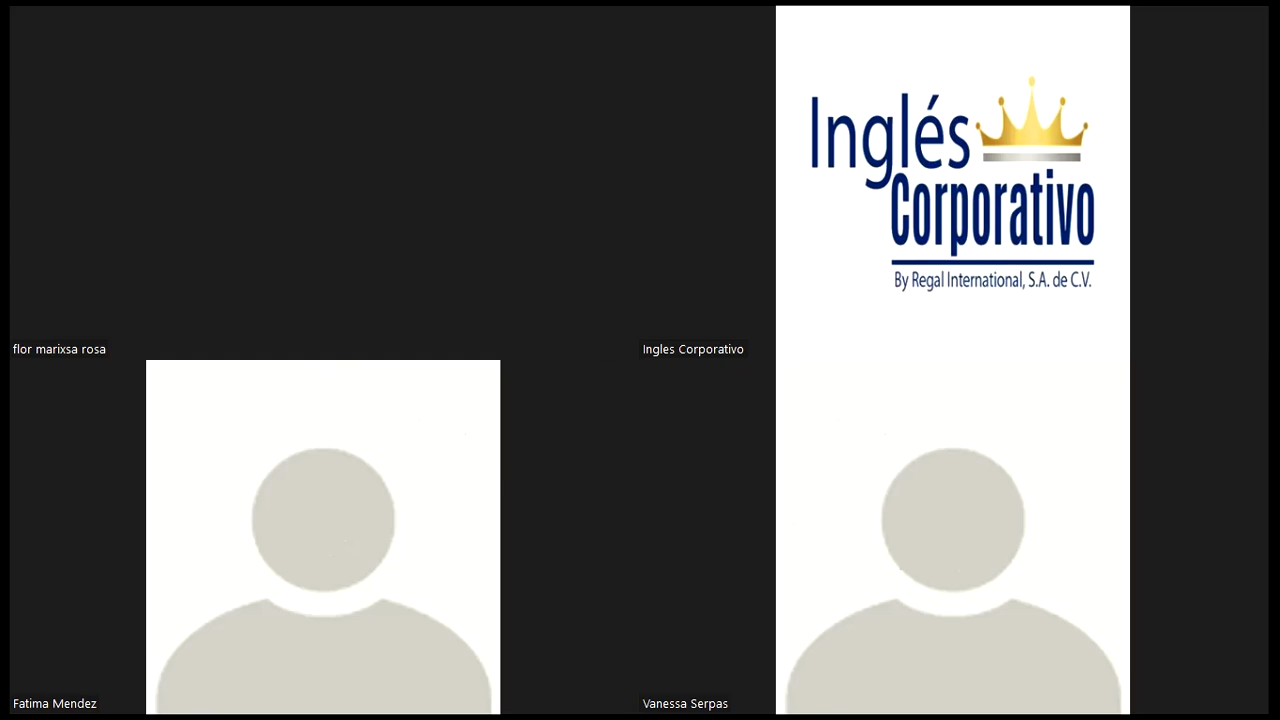 Inglés
Corporativo
By Regal International, S.A. de C.V.
flor marixsa rosa
Ingles Corporativo
Fatima Mendez
Vanessa Serpas